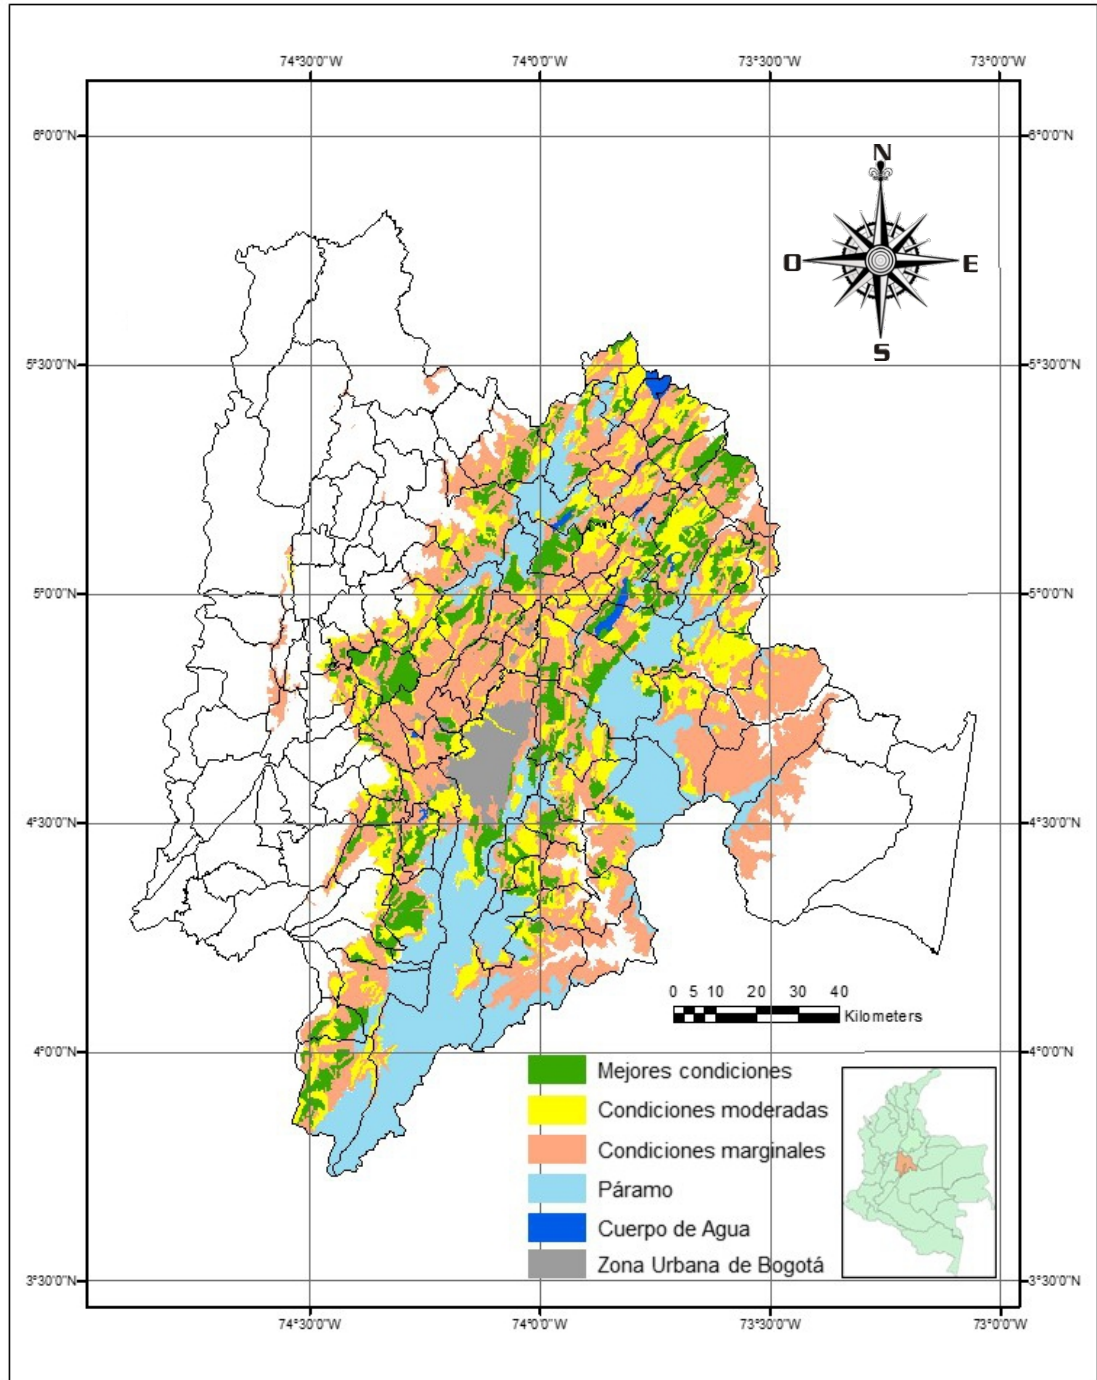 74°30'0"W 74°0'0"W 73°30'0"W 73°0'0"W
6°0'0"N 6°0'0"N
N
O E
S
5°30'0"N 5°30'0"N
5°0'0"N 5°0'0"N
4°30'0"N 4°30'0"N
0 5 10 20 30 40
Kilometers
4°0'0"N 4°0'0"N
Mejores condiciones
Condiciones moderadas
Condiciones marginales
Páramo
Cuerpo de Agua
Zona Urbana de Bogotá
3°30'0"N 3°30'0"N
74°30'0"W 74°0'0"W 73°30'0"W 73°0'0"W